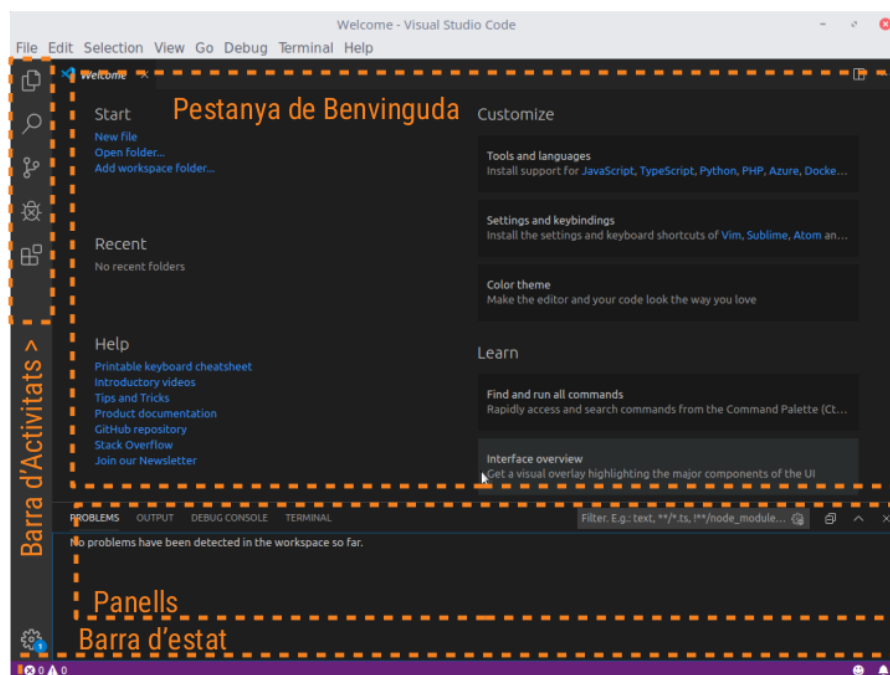 Welcome - Visual Studio Code
File Edit Selection View Go Debug Terminal Help
Welcome
Pestanya de Benvinguda
Start
New file
Open folder...
Add workspace folder...
Recent
No recent folders
Help
Printable keyboard cheatsheet
Introductory videos
Tips and Tricks
Product documentation
GitHub repository
Stack Overflow
Join our Newsletter
Customize
Tools and languages
Install support for JavaScript, TypeScript, Python, PHP, Azure, Docke...
Settings and keybindings
Install the settings and keyboard shortcuts of Vim, Sublime, Atom an...
Color theme
Make the editor and your code look the way you love
Learn
Find and run all commands
Rapidly access and search commands from the Command Palette (Ct...
Interface overview
Get a visual overlay highlighting the major components of the UI
Barra d'Activitats >
PROBLEMS OUTPUT DEBUG CONSOLE TERMINAL
Filter. E.g.: text, **/*.ts, !**/node_module...
No problems have been detected in the workspace so far.
Panells
Barra d'estat
1
0 0